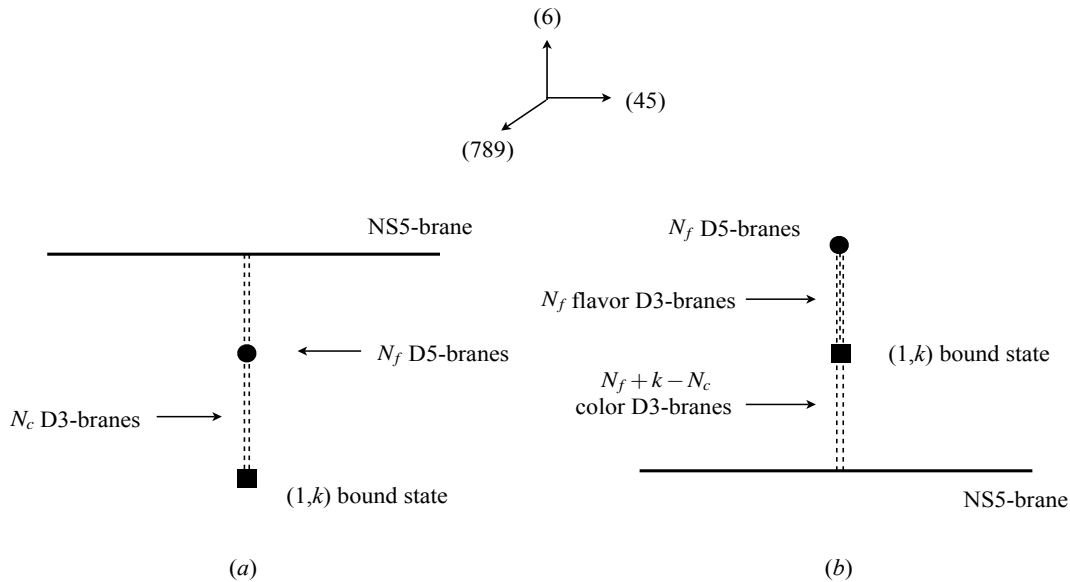 (6)
(45)
(789)
NS5-brane
N_f D5-branes
N_c D3-branes
(1,k) bound state
(a)
N_f D5-branes
N_f flavor D3-branes
(1,k) bound state
N_f + k − N_c
color D3-branes
NS5-brane
(b)